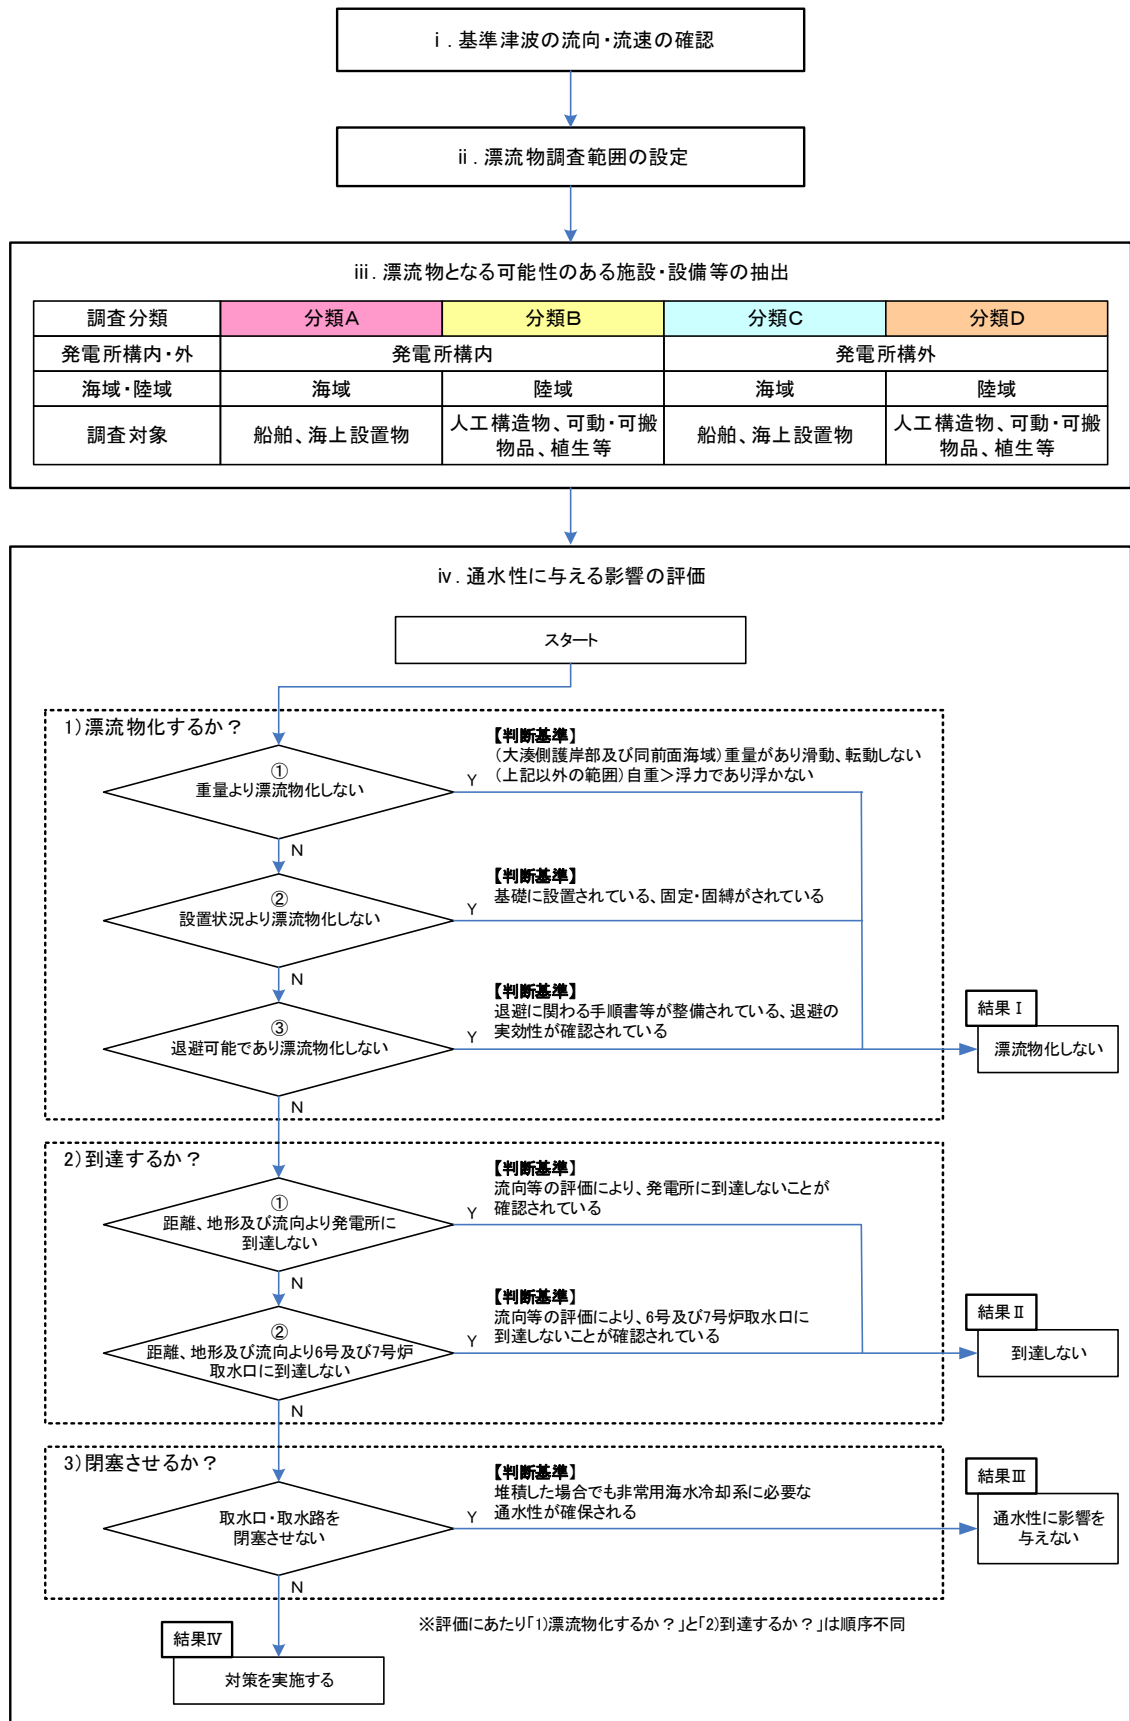 ⅰ．基準津波の流向・流速の確認
ⅱ．漂流物調査範囲の設定
ⅲ．漂流物となる可能性のある施設・設備等の抽出
調査分類 分類A 分類B 分類C 分類D
発電所構内・外 発電所構内 発電所構外
海域・陸域 海域 陸域 海域 陸域
調査対象 船舶、海上設置物 人工構造物、可動・可搬 船舶、海上設置物 人工構造物、可動・可搬
物品、植生等 物品、植生等
ⅳ．通水性に与える影響の評価
スタート
1）漂流物化するか？
①
重量より漂流物化しない
Y
N
【判断基準】
（大湊側護岸部及び同前面海域）重量があり滑動、転動しない
（上記以外の範囲）自重＞浮力であり浮かない
②
設置状況より漂流物化しない
Y
N
【判断基準】
基礎に設置されている、固定・固縛がされている
③
退避可能であり漂流物化しない
Y
N
【判断基準】
退避に関わる手順書等が整備されている、退避の
実効性が確認されている
結果Ⅰ
漂流物化しない
2）到達するか？
①
距離、地形及び流向より発電所に
到達しない
Y
N
【判断基準】
流向等の評価により、発電所に到達しないことが
確認されている
②
距離、地形及び流向より6号及び7号炉
取水口に到達しない
Y
N
【判断基準】
流向等の評価により、6号及び7号炉取水口に
到達しないことが確認されている
結果Ⅱ
到達しない
3）閉塞させるか？
取水口・取水路を
閉塞させない
Y
N
【判断基準】
堆積した場合でも非常用海水冷却系に必要な
通水性が確保される
結果Ⅲ
通水性に影響を
与えない
※評価にあたり「1）漂流物化するか？」と「2）到達するか？」は順序不同
結果Ⅳ
対策を実施する